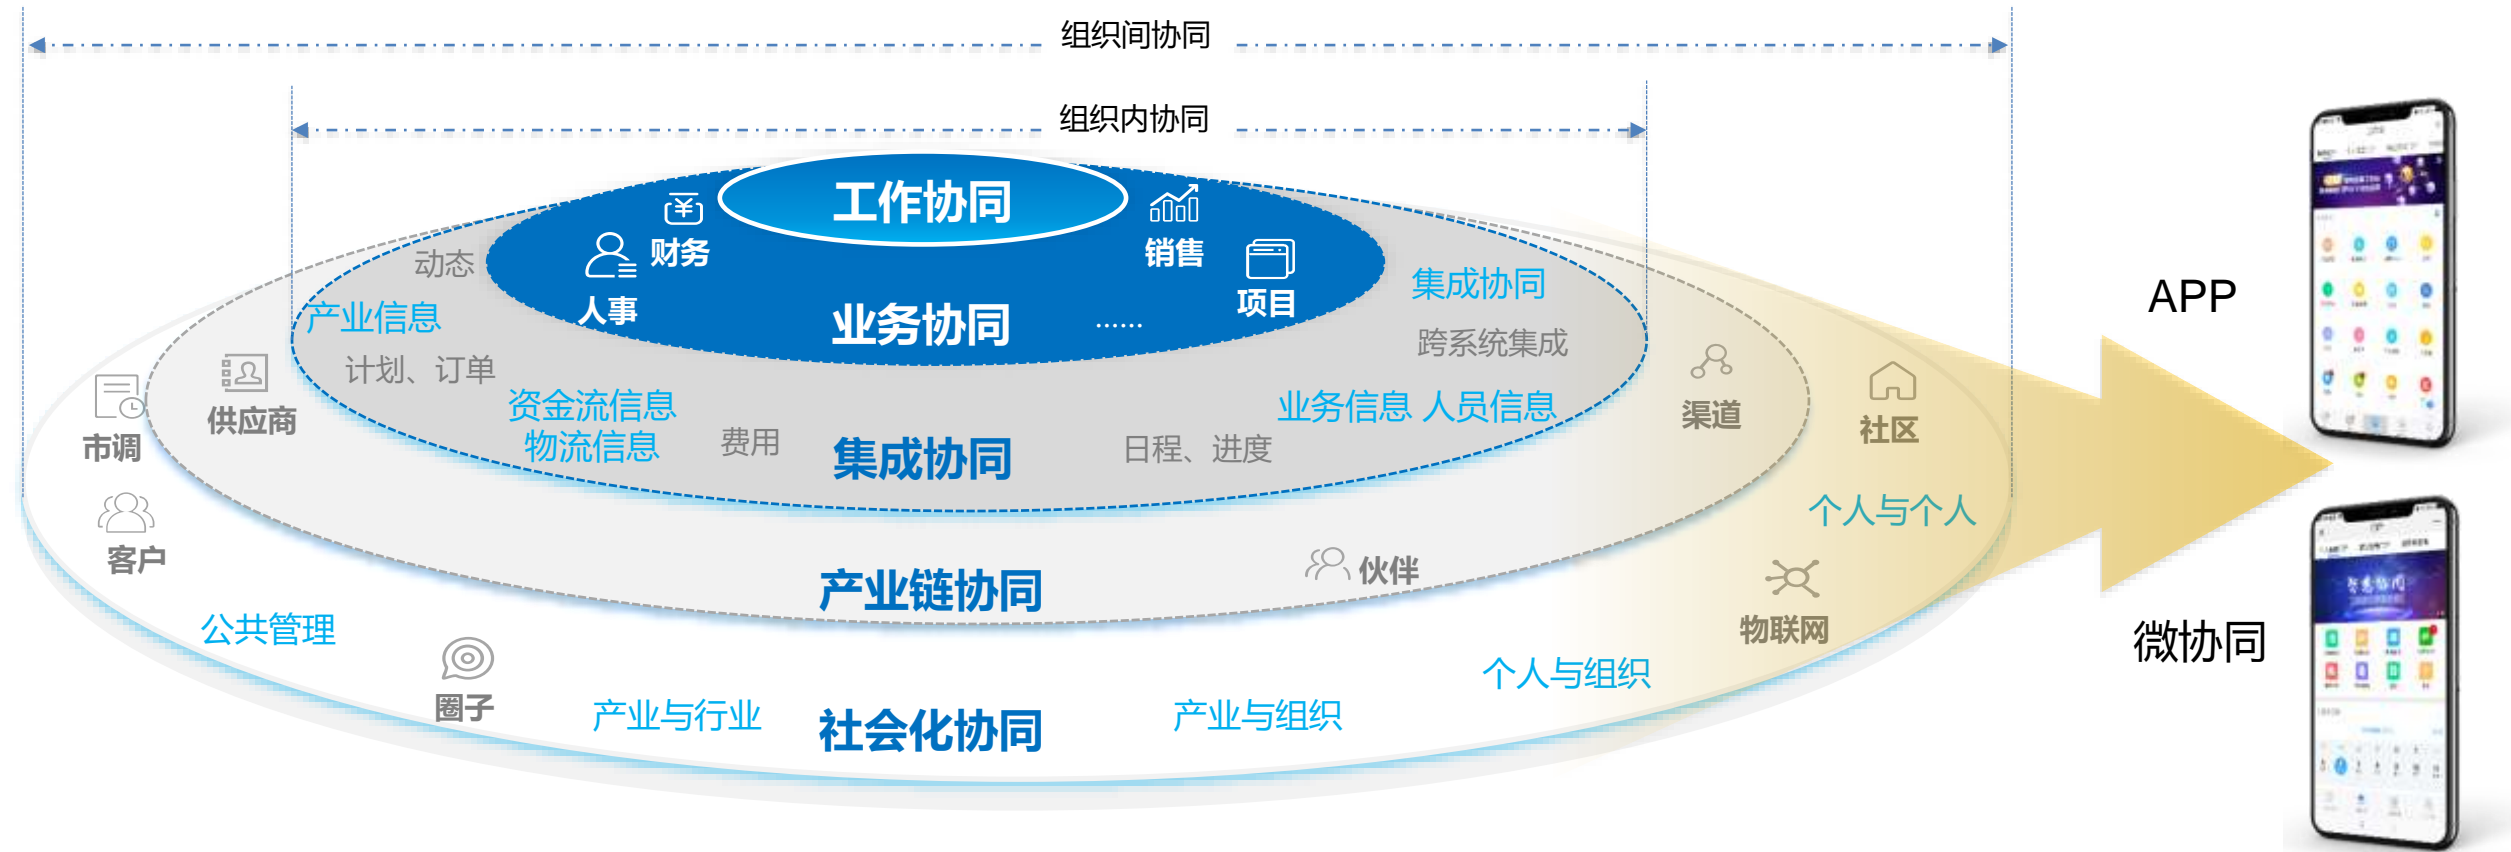 组织间协同
组织内协同
工作协同
财务
销售
人事
项目
业务协同
......
动态
产业信息
计划、订单
集成协同
跨系统集成
资金流信息
物流信息
费用
集成协同
日程、进度
业务信息 人员信息
供应商
市调
客户
渠道
社区
个人与个人
伙伴
产业链协同
物联网
公共管理
圈子
产业与行业
社会化协同
产业与组织
个人与组织
APP
微协同